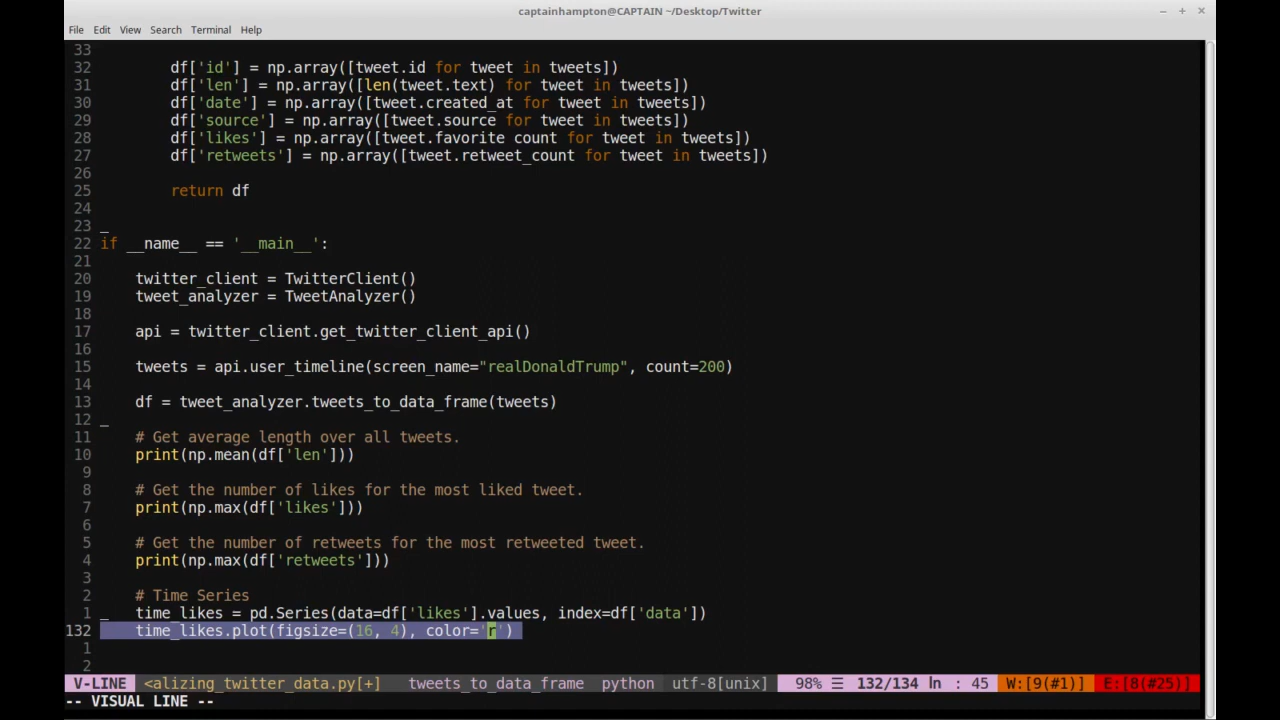 captainhampton@CAPTAIN ~/Desktop/Twitter
File Edit View Search Terminal Help
33
32 df['id'] = np.array([tweet.id for tweet in tweets])
31 df['len'] = np.array([len(tweet.text) for tweet in tweets])
30 df['date'] = np.array([tweet.created_at for tweet in tweets])
29 df['source'] = np.array([tweet.source for tweet in tweets])
28 df['likes'] = np.array([tweet.favorite count for tweet in tweets])
27 df['retweets'] = np.array([tweet.retweet_count for tweet in tweets])
26
25 return df
24
23 _
22 if __name__ == '__main__':
21
20 twitter_client = TwitterClient()
19 tweet_analyzer = TweetAnalyzer()
18
17 api = twitter_client.get_twitter_client_api()
16
15 tweets = api.user_timeline(screen_name="realDonaldTrump", count=200)
14
13 df = tweet_analyzer.tweets_to_data_frame(tweets)
12 _
11 # Get average length over all tweets.
10 print(np.mean(df['len']))
9
8 # Get the number of likes for the most liked tweet.
7 print(np.max(df['likes']))
6
5 # Get the number of retweets for the most retweeted tweet.
4 print(np.max(df['retweets']))
3
2 # Time Series
1 _ time_likes = pd.Series(data=df['likes'].values, index=df['data'])
132 time_likes.plot(figsize=(16, 4), color='r')
1
2
V-LINE <alizing_twitter_data.py[+] tweets_to_data_frame python utf-8[unix] 98% ☰ 132/134 ㏑ : 45 W:[9(#1)] E:[8(#25)]
-- VISUAL LINE --